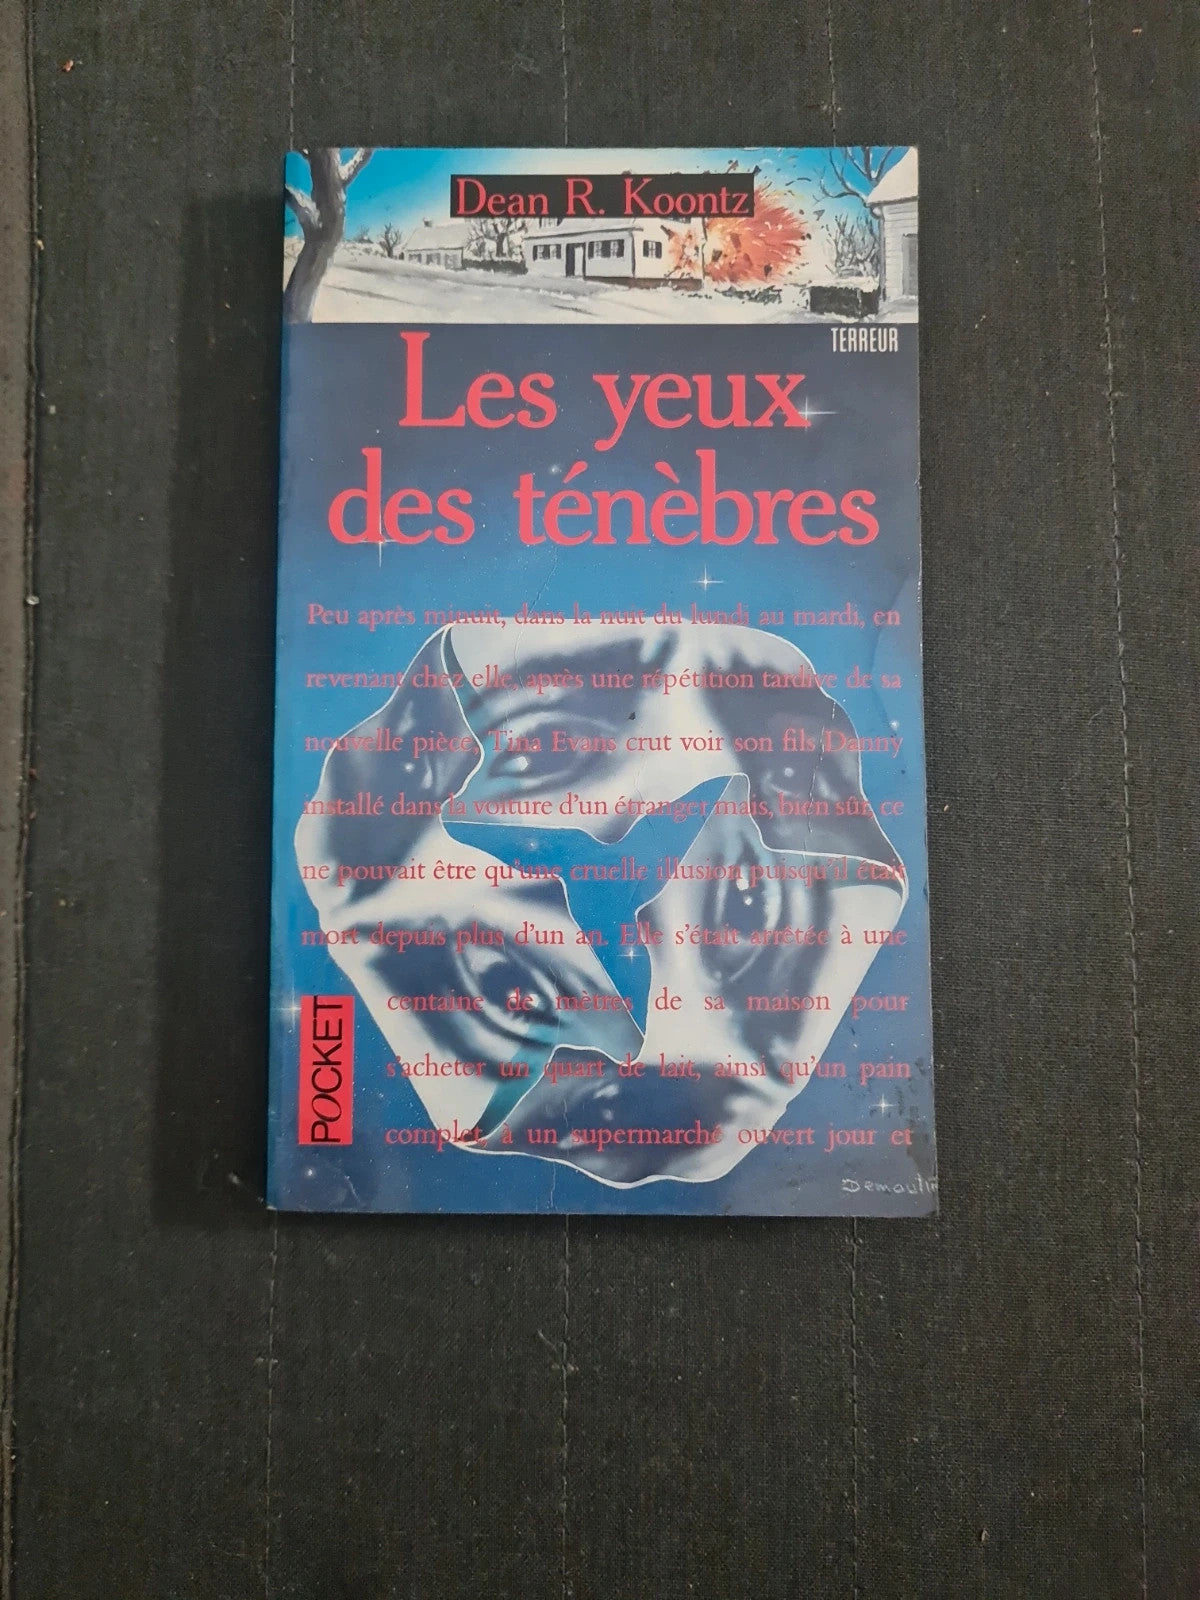 Dean R. Koontz
TERREUR
Les yeux
des ténèbres
Peu après minuit, dans la nuit du lundi au mardi, en
revenant chez elle, après une répétition tardive de sa
nouvelle pièce, Tina Evans crut voir son fils Danny
installé dans la voiture d'un étranger mais, bien sûr, ce
ne pouvait être qu'une cruelle illusion puisqu'il était
mort depuis plus d'un an. Elle s'était arrêtée à une
centaine de mètres de sa maison pour
s'acheter un quart de lait, ainsi qu'un pain
complet, à un supermarché ouvert jour et
POCKET
Demoulin